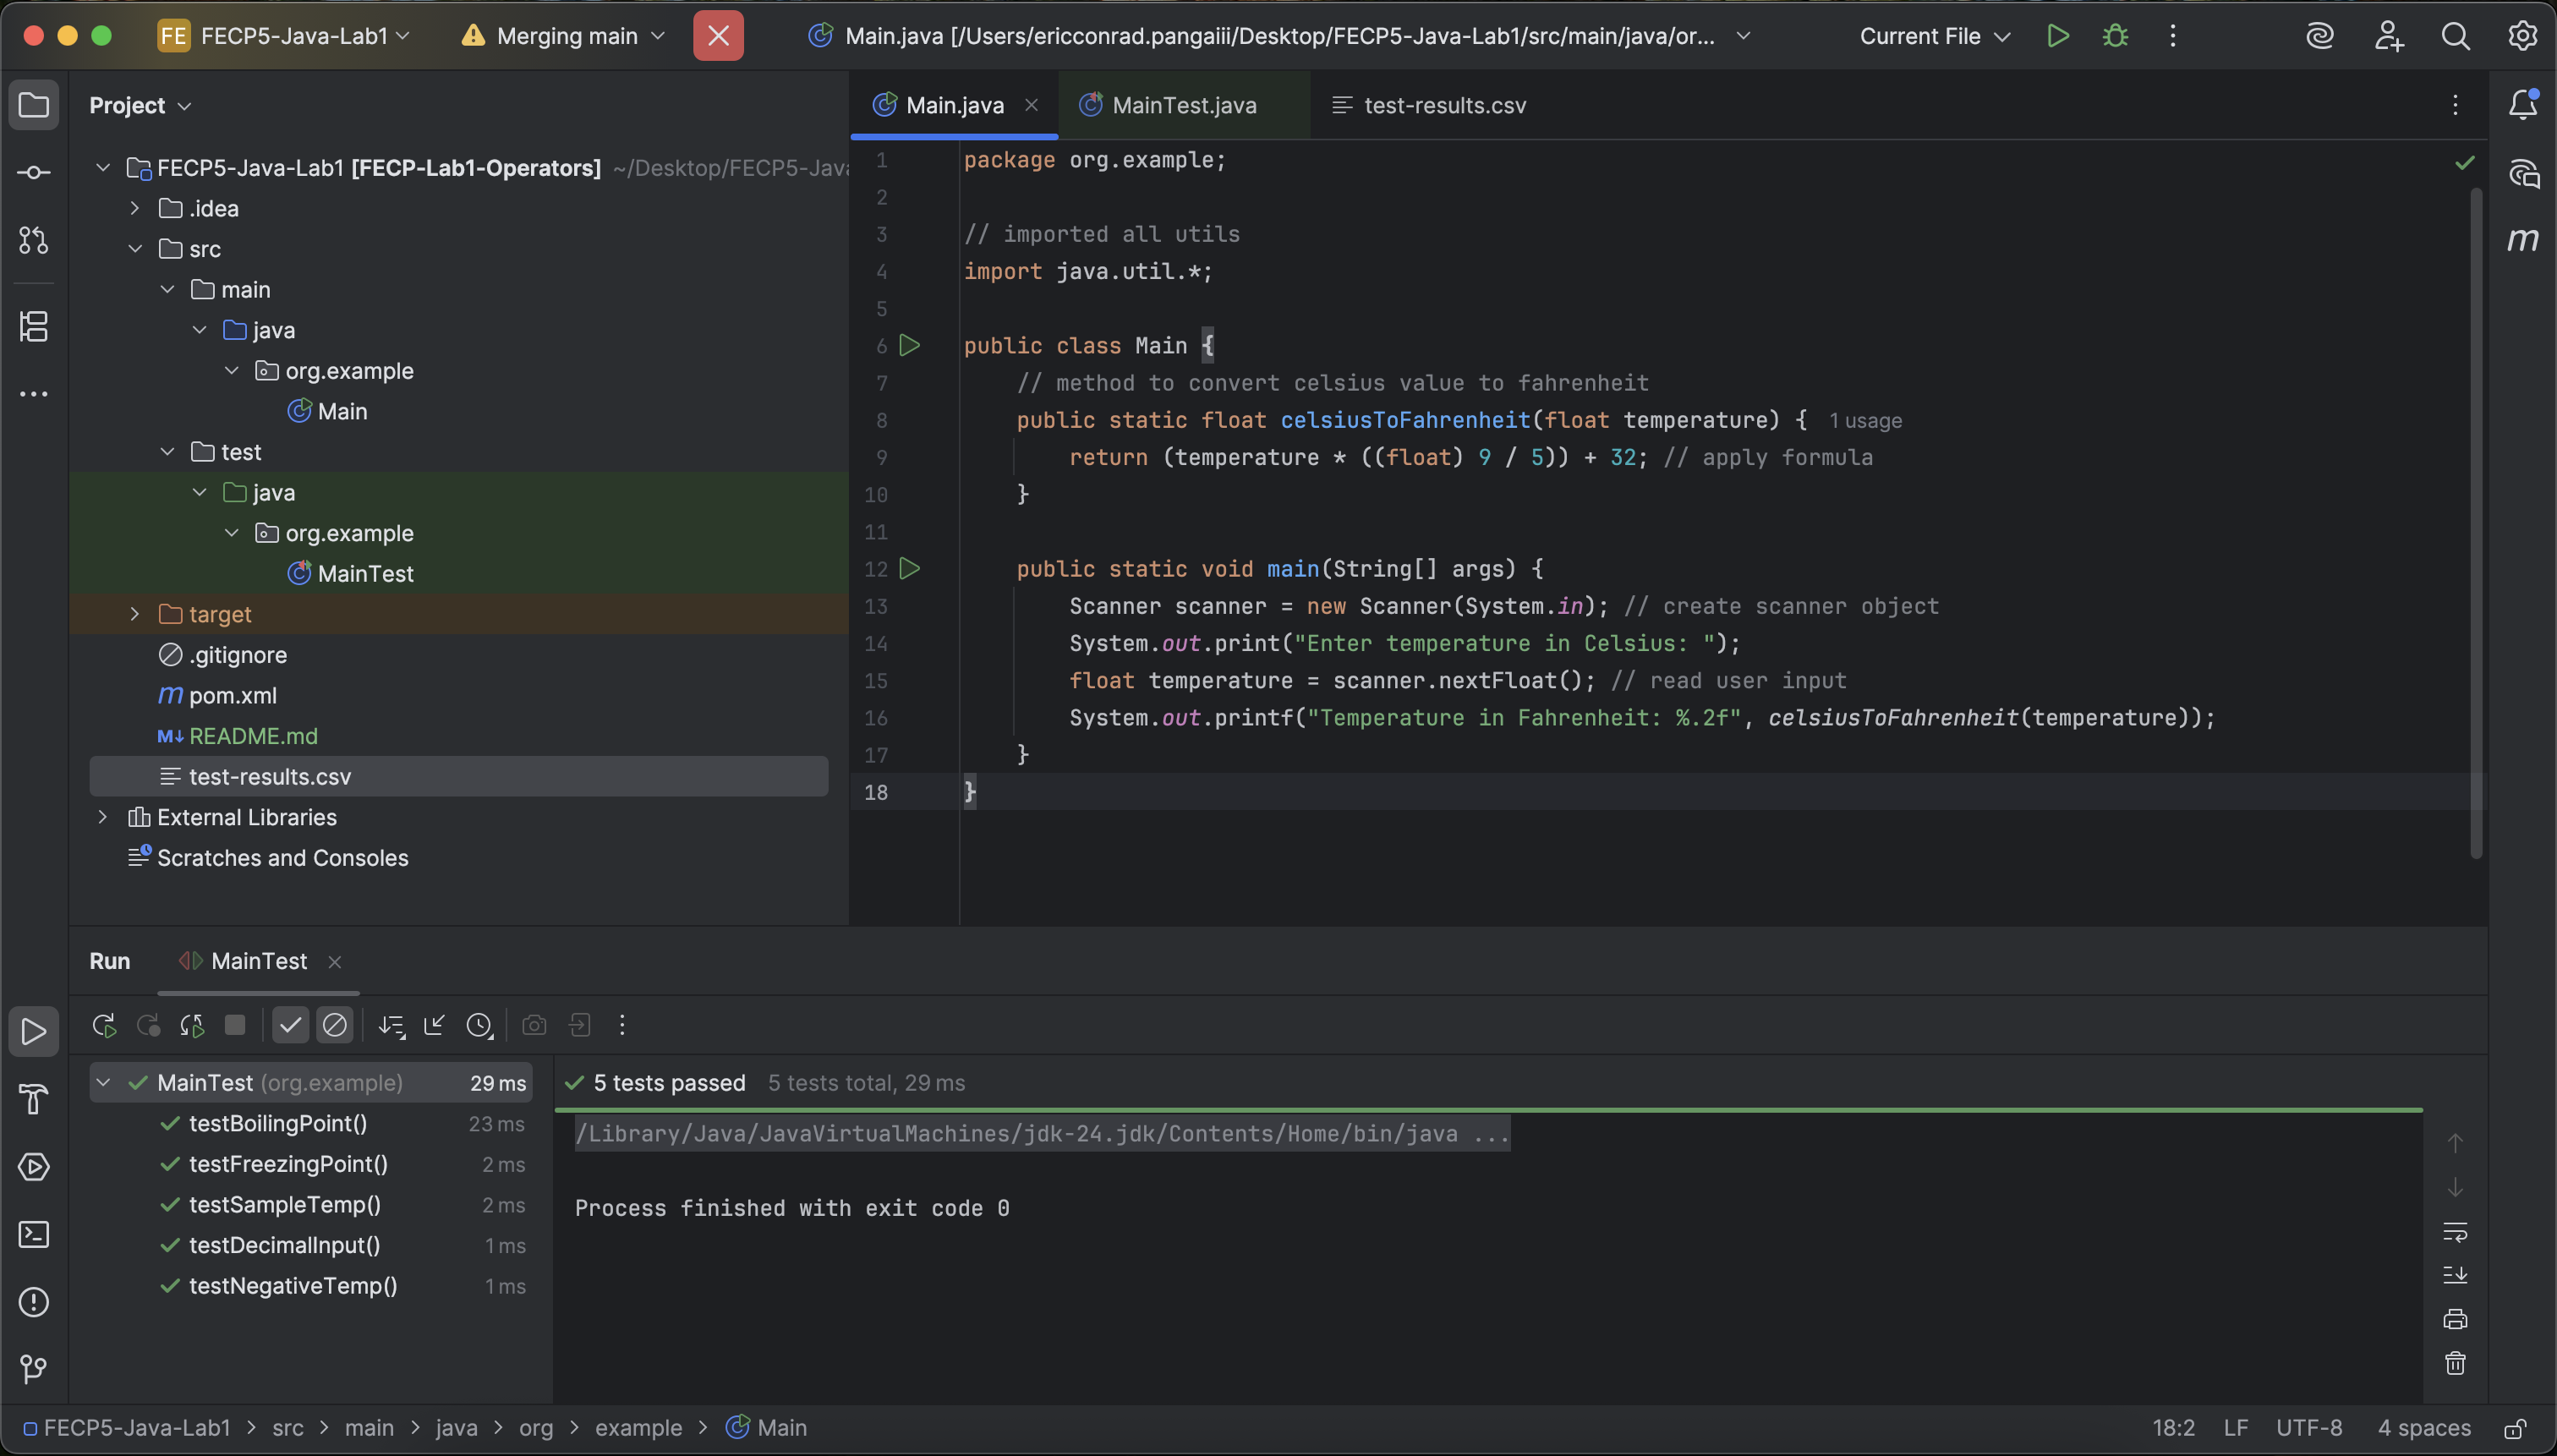 FE FECP5-Java-Lab1 Merging main Main.java [/Users/ericconrad.pangaiii/Desktop/FECP5-Java-Lab1/src/main/java/or... Current File
Project
FECP5-Java-Lab1 [FECP-Lab1-Operators] ~/Desktop/FECP5-Java
.idea
src
main
java
org.example
Main
test
java
org.example
MainTest
target
.gitignore
m pom.xml
M↓ README.md
test-results.csv
External Libraries
Scratches and Consoles
Main.java MainTest.java test-results.csv
1 package org.example;
2
3 // imported all utils
4 import java.util.*;
5
6 public class Main {
7 // method to convert celsius value to fahrenheit
8 public static float celsiusToFahrenheit(float temperature) { 1 usage
9 return (temperature * ((float) 9 / 5)) + 32; // apply formula
10 }
11
12 public static void main(String[] args) {
13 Scanner scanner = new Scanner(System.in); // create scanner object
14 System.out.print("Enter temperature in Celsius: ");
15 float temperature = scanner.nextFloat(); // read user input
16 System.out.printf("Temperature in Fahrenheit: %.2f", celsiusToFahrenheit(temperature));
17 }
18 }
m
Run MainTest
MainTest (org.example) 29 ms
testBoilingPoint() 23 ms
testFreezingPoint() 2 ms
testSampleTemp() 2 ms
testDecimalInput() 1 ms
testNegativeTemp() 1 ms
5 tests passed 5 tests total, 29 ms
/Library/Java/JavaVirtualMachines/jdk-24.jdk/Contents/Home/bin/java ...
Process finished with exit code 0
FECP5-Java-Lab1 > src > main > java > org > example > Main 18:2 LF UTF-8 4 spaces